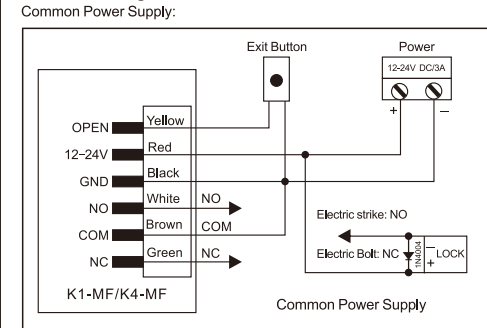 Common Power Supply:
Exit Button
Power
12-24V DC/3A
+ −
OPEN Yellow
12−24V Red
GND Black
NO White NO
COM Brown COM
NC Green NC
K1-MF/K4-MF
Electric strike: NO
Electric Bolt: NC
1N4004
−
+
LOCK
Common Power Supply